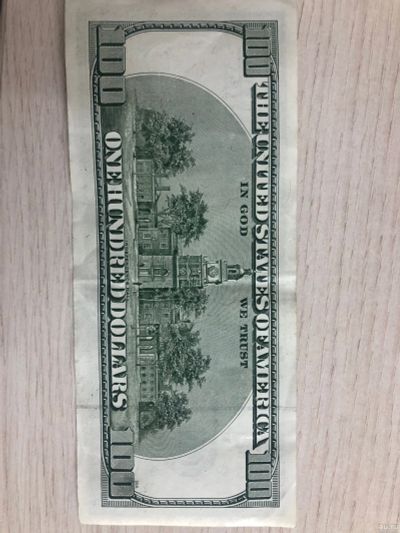 100 100
THE UNITED STATES OF AMERICA
IN GOD WE TRUST
ONE HUNDRED DOLLARS
100 100